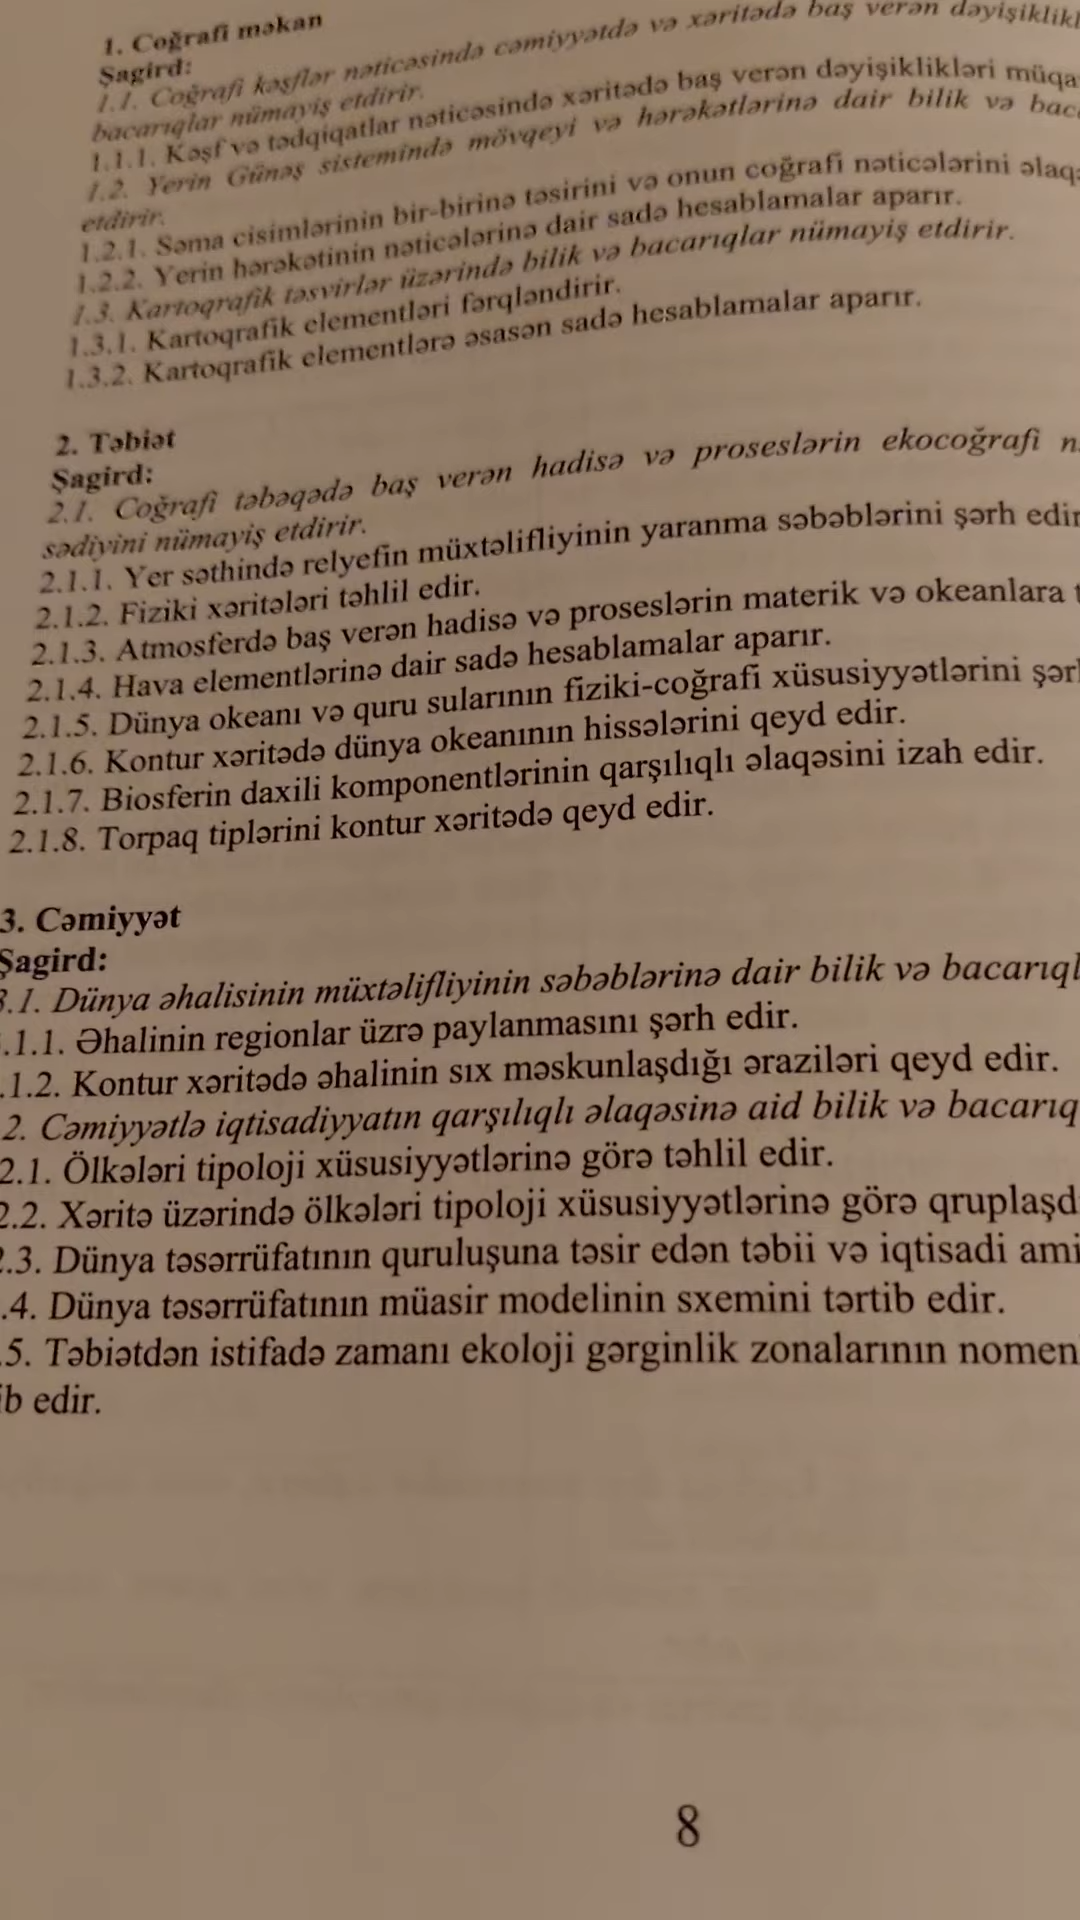 1. Coğrafi məkan
Şagird:
1.1. Coğrafi kəşflər nəticəsində cəmiyyətdə və xəritədə baş verən
bacarıqlar nümayiş etdirir.
1.1.1. Kəşf və tədqiqatlar nəticəsində xəritədə baş verən dəyişiklikləri
1.2. Yerin Günəş sistemində mövqeyi və hərəkətlərinə dair bilik və
etdirir.
1.2.1. Səma cisimlərinin bir-birinə təsirini və onun coğrafi nəticələrini
1.2.2. Yerin hərəkətinin nəticələrinə dair sadə hesablamalar aparır.
1.3. Kartoqrafik təsvirlər üzərində bilik və bacarıqlar nümayiş etdirir.
1.3.1. Kartoqrafik elementləri fərqləndirir.
1.3.2. Kartoqrafik elementlərə əsasən sadə hesablamalar aparır.
2. Təbiət
Şagird:
2.1. Coğrafi təbəqədə baş verən hadisə və proseslərin ekocoğrafi
sədiyini nümayiş etdirir.
2.1.1. Yer səthində relyefin müxtəlifliyinin yaranma səbəblərini şərh edir
2.1.2. Fiziki xəritələri təhlil edir.
2.1.3. Atmosferdə baş verən hadisə və proseslərin materik və okeanlara
2.1.4. Hava elementlərinə dair sadə hesablamalar aparır.
2.1.5. Dünya okeanı və quru sularının fiziki-coğrafi xüsusiyyətlərini
2.1.6. Kontur xəritədə dünya okeanının hissələrini qeyd edir.
2.1.7. Biosferin daxili komponentlərinin qarşılıqlı əlaqəsini izah edir.
2.1.8. Torpaq tiplərini kontur xəritədə qeyd edir.
3. Cəmiyyət
Şagird:
3.1. Dünya əhalisinin müxtəlifliyinin səbəblərinə dair bilik və
.1.1. Əhalinin regionlar üzrə paylanmasını şərh edir.
.1.2. Kontur xəritədə əhalinin sıx məskunlaşdığı əraziləri qeyd edir.
2. Cəmiyyətlə iqtisadiyyatın qarşılıqlı əlaqəsinə aid bilik və
2.1. Ölkələri tipoloji xüsusiyyətlərinə görə təhlil edir.
2.2. Xəritə üzərində ölkələri tipoloji xüsusiyyətlərinə görə
.3. Dünya təsərrüfatının quruluşuna təsir edən təbii və iqtisadi
.4. Dünya təsərrüfatının müasir modelinin sxemini tərtib edir.
.5. Təbiətdən istifadə zamanı ekoloji gərginlik zonalarının
edir.
8